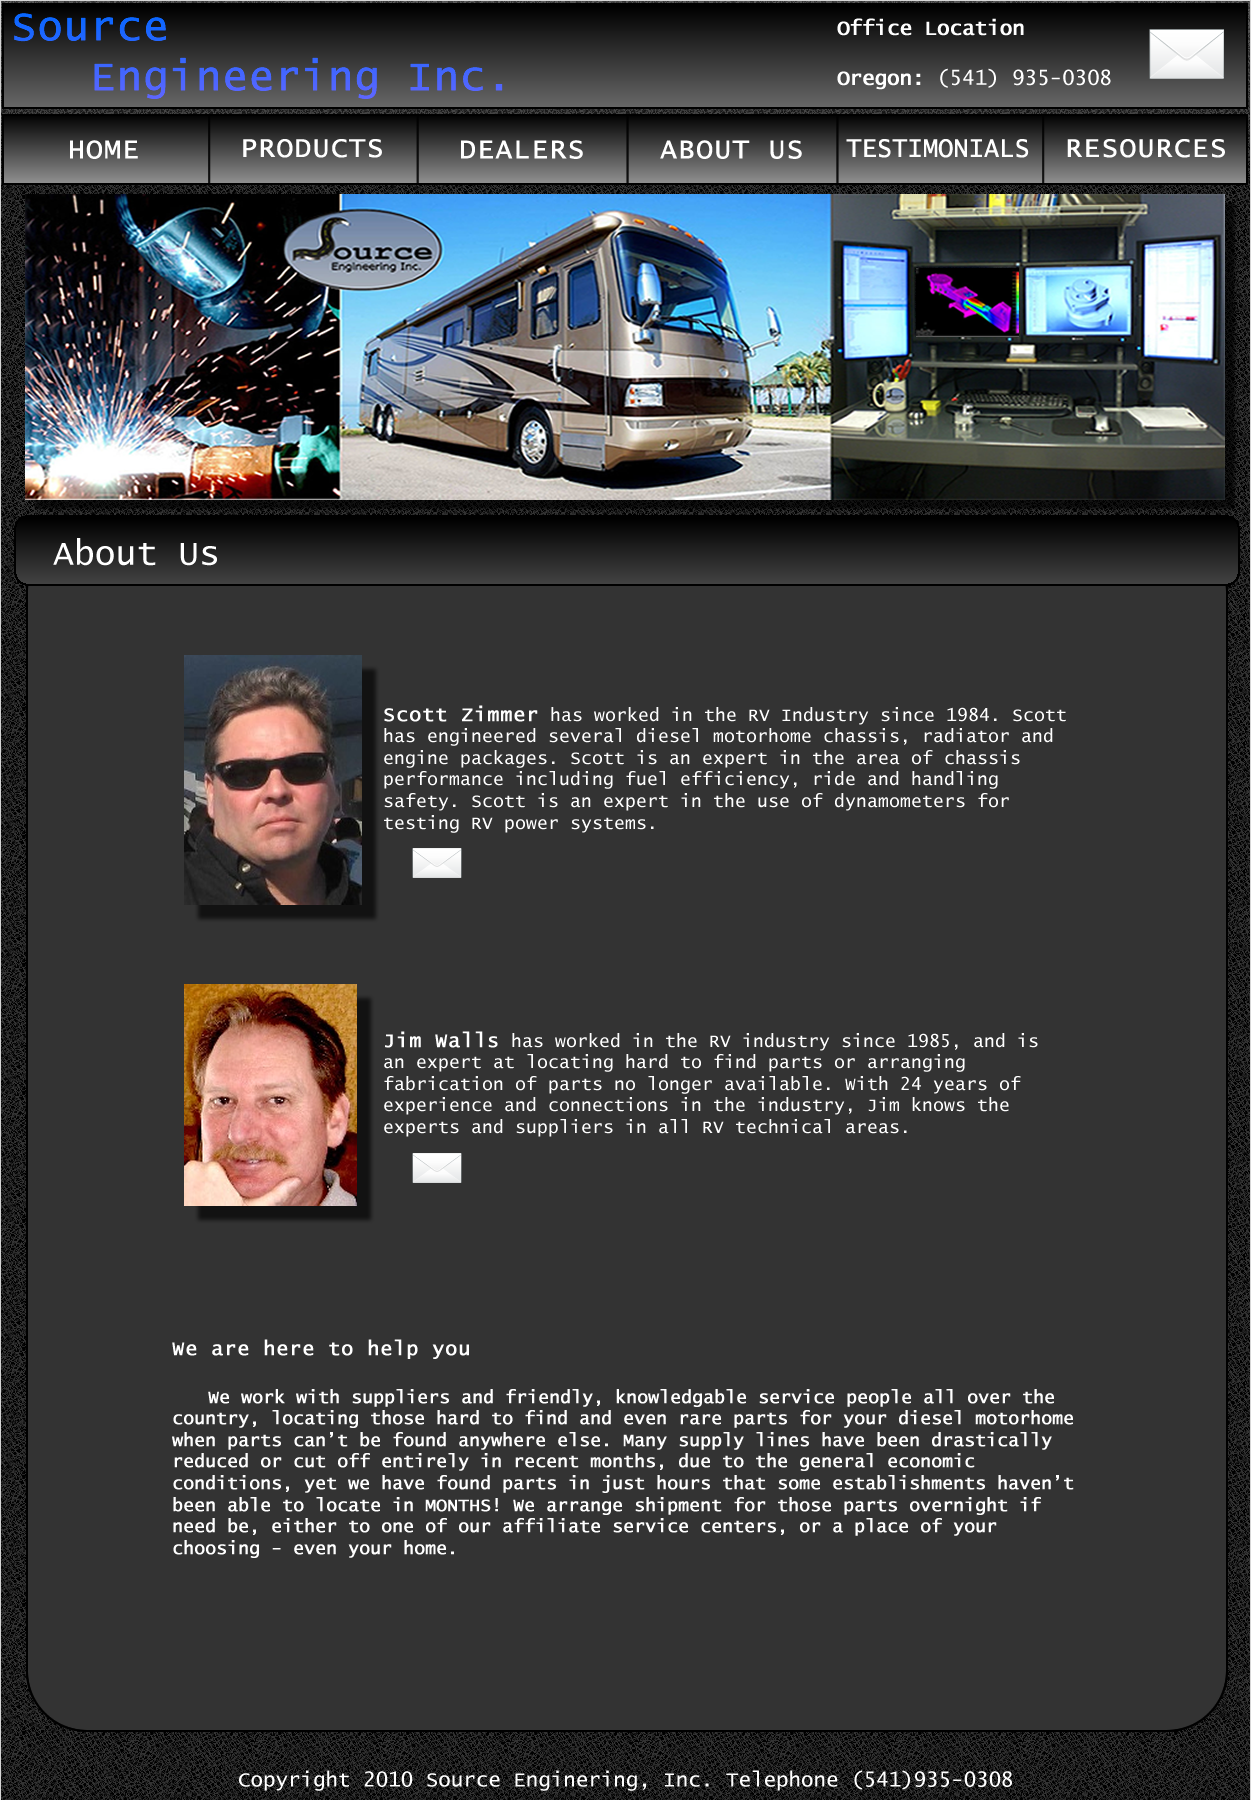 Source
Engineering Inc.
Office Location
Oregon: (541) 935-0308
HOME
PRODUCTS
DEALERS
ABOUT US
TESTIMONIALS
RESOURCES
Source
Engineering Inc.
About Us
Scott Zimmer has worked in the RV Industry since 1984. Scott
has engineered several diesel motorhome chassis, radiator and
engine packages. Scott is an expert in the area of chassis
performance including fuel efficiency, ride and handling
safety. Scott is an expert in the use of dynamometers for
testing RV power systems.
Jim Walls has worked in the RV industry since 1985, and is
an expert at locating hard to find parts or arranging
fabrication of parts no longer available. With 24 years of
experience and connections in the industry, Jim knows the
experts and suppliers in all RV technical areas.
We are here to help you
We work with suppliers and friendly, knowledgable service people all over the
country, locating those hard to find and even rare parts for your diesel motorhome
when parts can’t be found anywhere else. Many supply lines have been drastically
reduced or cut off entirely in recent months, due to the general economic
conditions, yet we have found parts in just hours that some establishments haven’t
been able to locate in MONTHS! We arrange shipment for those parts overnight if
need be, either to one of our affiliate service centers, or a place of your
choosing - even your home.
Copyright 2010 Source Enginering, Inc. Telephone (541)935-0308